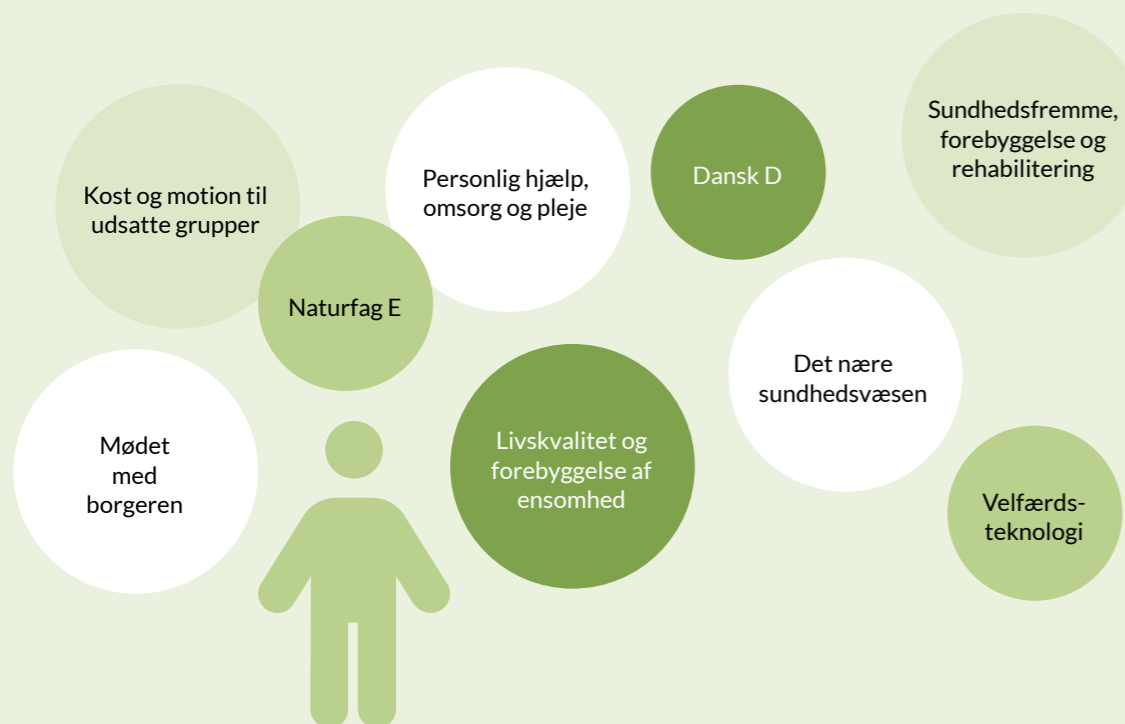 Kost og motion til
udsatte grupper
Naturfag E
Personlig hjælp,
omsorg og pleje
Dansk D
Sundhedsfremme,
forebyggelse og
rehabilitering
Mødet
med
borgeren
Livskvalitet og
forebyggelse af
ensomhed
Det nære
sundhedsvæsen
Velfærds-
teknologi